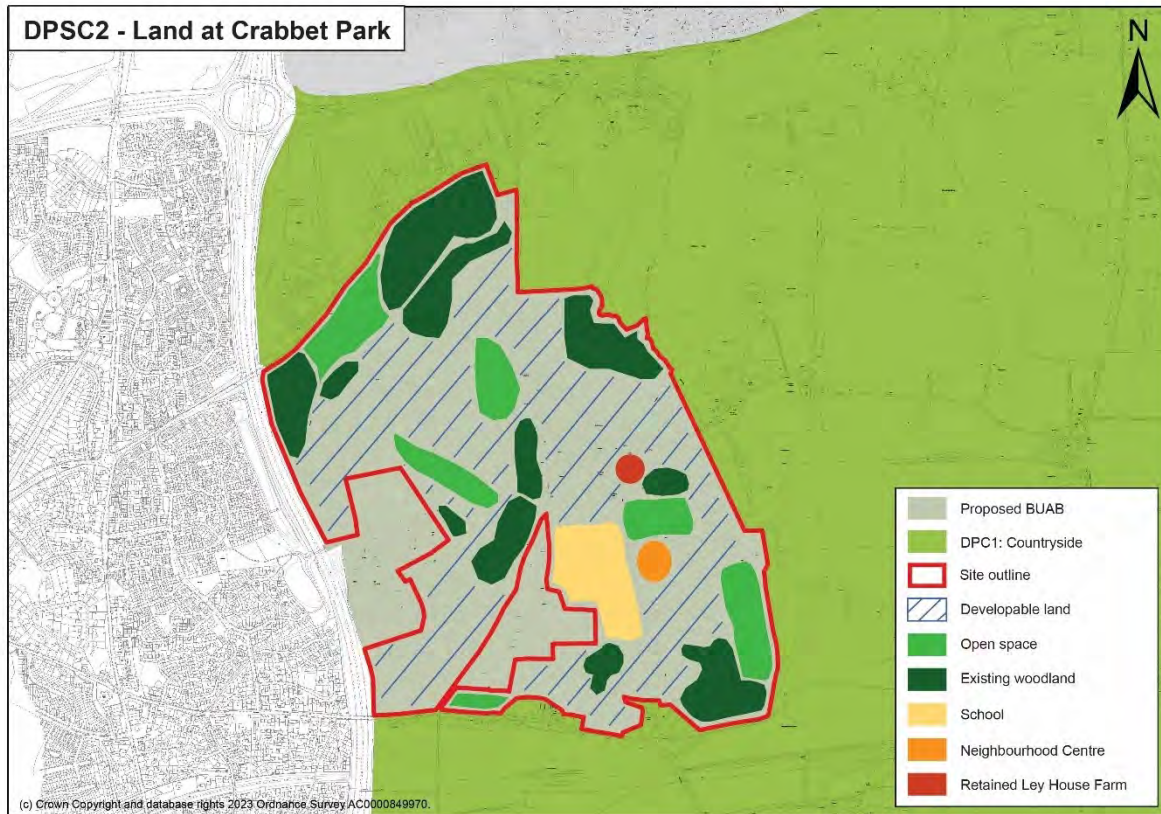 DPSC2 - Land at Crabbet Park
N
Proposed BUAB
DPC1: Countryside
Site outline
Developable land
Open space
Existing woodland
School
Neighbourhood Centre
Retained Ley House Farm
(c) Crown Copyright and database rights 2023 Ordnance Survey AC0000849970.